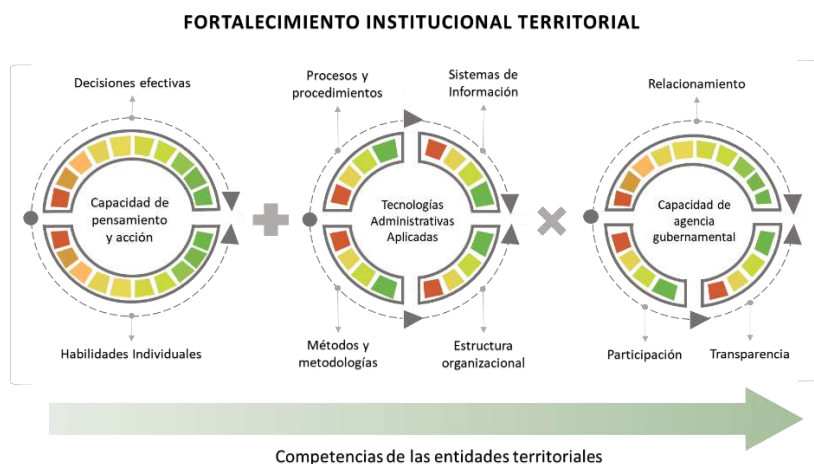 FORTALECIMIENTO INSTITUCIONAL TERRITORIAL
Decisiones efectivas
Capacidad de
pensamiento
y acción
Habilidades Individuales
Procesos y
procedimientos
Sistemas de
Información
Tecnologías
Administrativas
Aplicadas
Métodos y
metodologías
Estructura
organizacional
Relacionamiento
Capacidad de
agencia
gubernamental
Participación
Transparencia
Competencias de las entidades territoriales